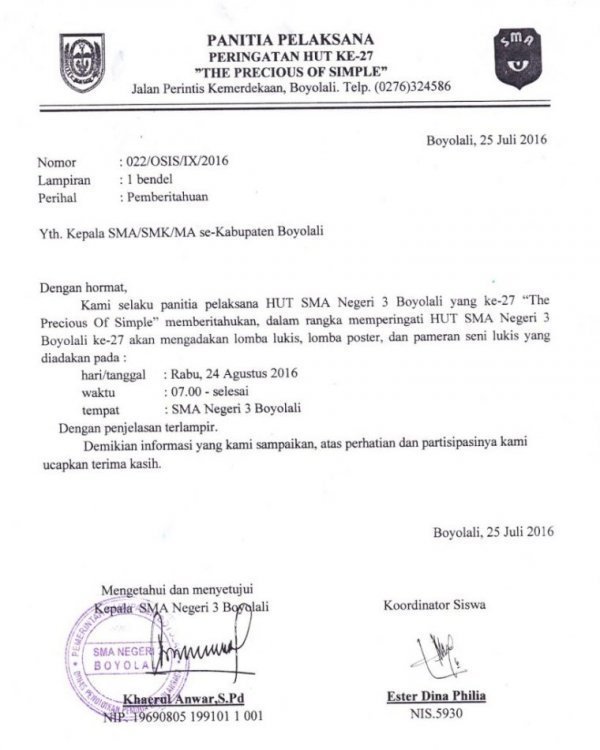 PANITIA PELAKSANA
PERINGATAN HUT KE-27
"THE PRECIOUS OF SIMPLE"
Jalan Perintis Kemerdekaan, Boyolali. Telp. (0276)324586
SMA
Boyolali, 25 Juli 2016
Nomor : 022/OSIS/IX/2016
Lampiran : 1 bendel
Perihal : Pemberitahuan
Yth. Kepala SMA/SMK/MA se-Kabupaten Boyolali
Dengan hormat,
Kami selaku panitia pelaksana HUT SMA Negeri 3 Boyolali yang ke-27 “The
Precious Of Simple” memberitahukan, dalam rangka memperingati HUT SMA Negeri 3
Boyolali ke-27 akan mengadakan lomba lukis, lomba poster, dan pameran seni lukis yang
diadakan pada :
hari/tanggal : Rabu, 24 Agustus 2016
waktu : 07.00 - selesai
tempat : SMA Negeri 3 Boyolali
Dengan penjelasan terlampir.
Demikian informasi yang kami sampaikan, atas perhatian dan partisipasinya kami
ucapkan terima kasih.
Boyolali, 25 Juli 2016
Mengetahui dan menyetujui
Kepala SMA Negeri 3 Boyolali
Koordinator Siswa
SMA NEGERI
BOYOLA
Khaerul Anwar,S.Pd
NIP. 19690805 199101 1 001
Ester Dina Philia
NIS.5930